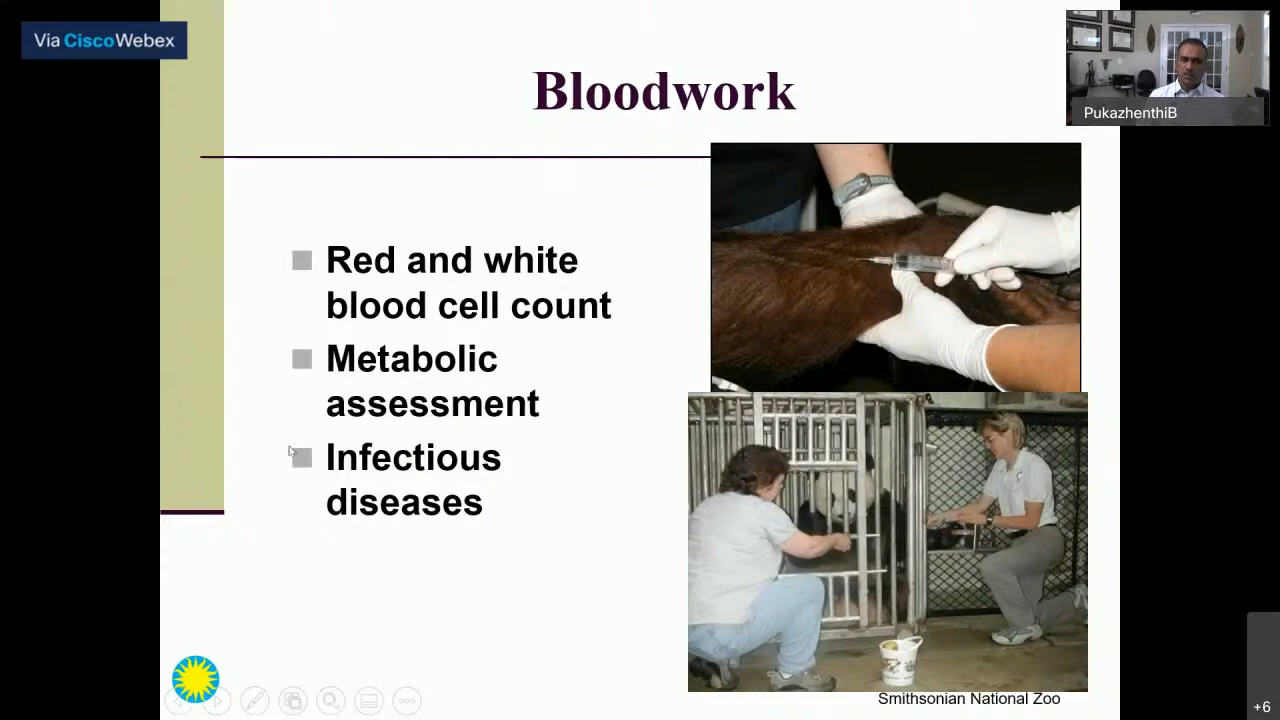 Via Cisco Webex
Bloodwork
PukazhenthiB
Red and white
blood cell count
Metabolic
assessment
Infectious
diseases
Smithsonian National Zoo
+6